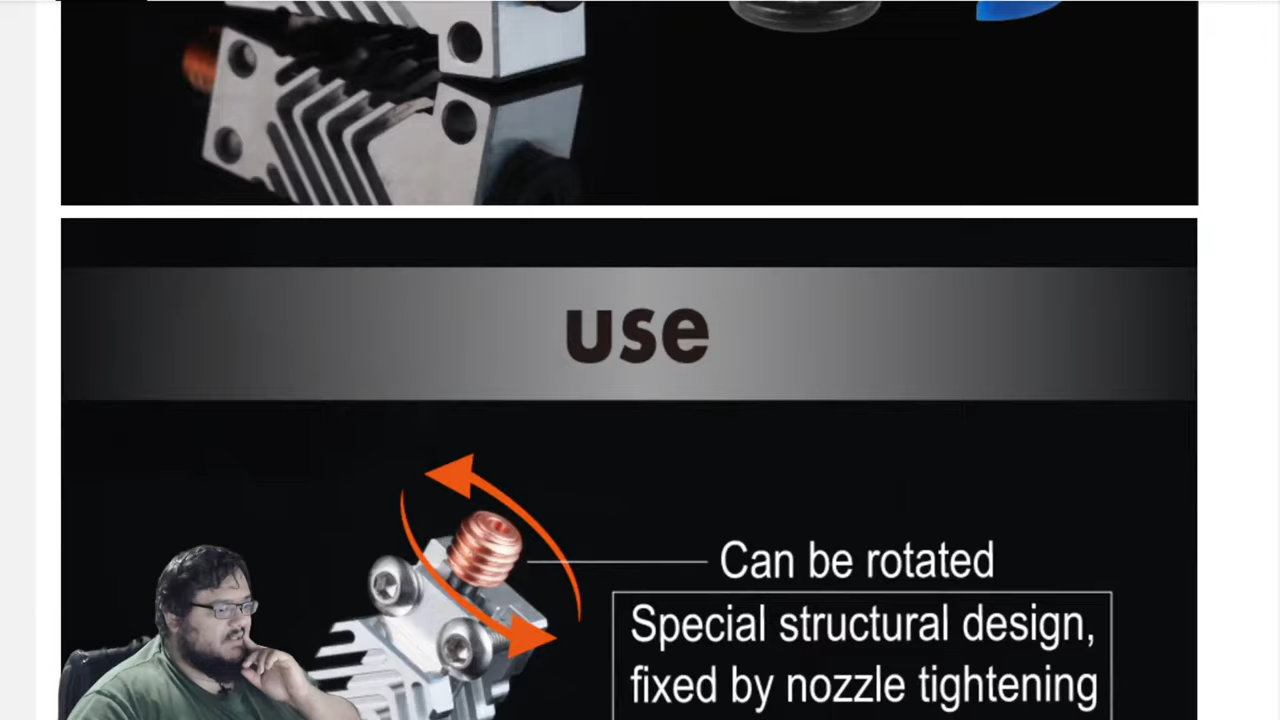 use
Can be rotated
Special structural design,
fixed by nozzle tightening